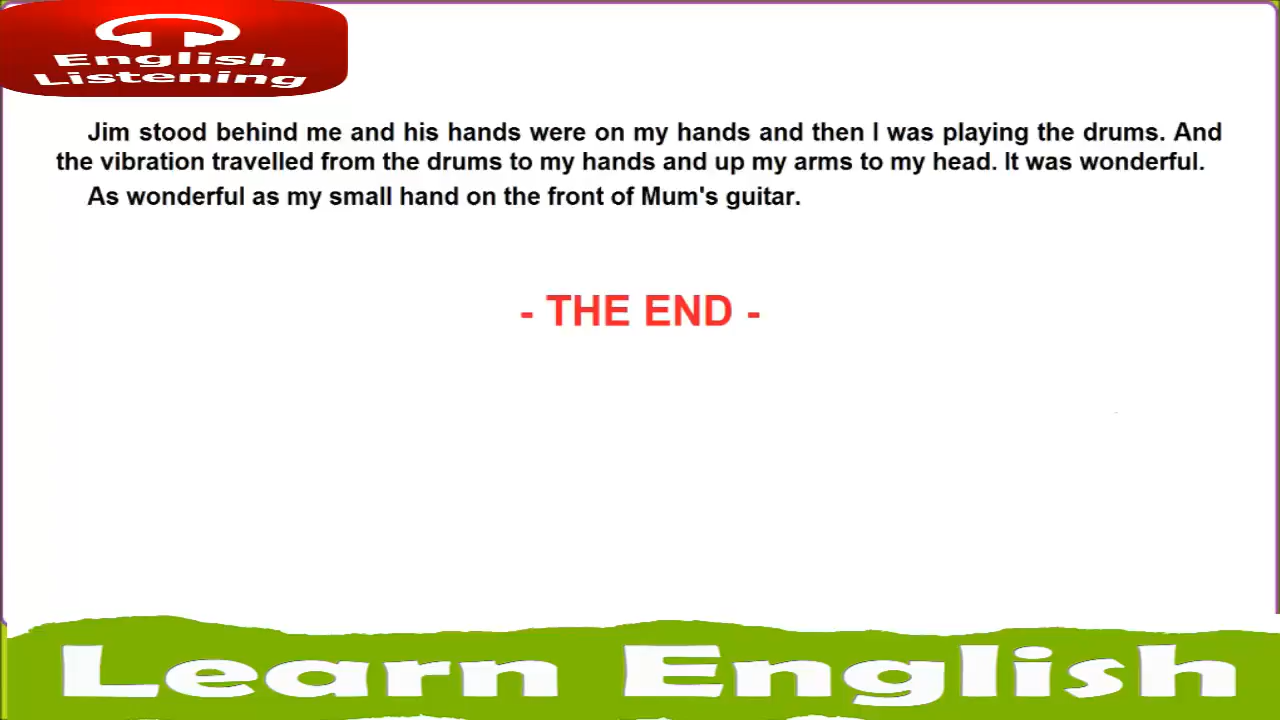 English
Listening
Jim stood behind me and his hands were on my hands and then I was playing the drums. And
the vibration travelled from the drums to my hands and up my arms to my head. It was wonderful.
As wonderful as my small hand on the front of Mum's guitar.
- THE END -
Learn English